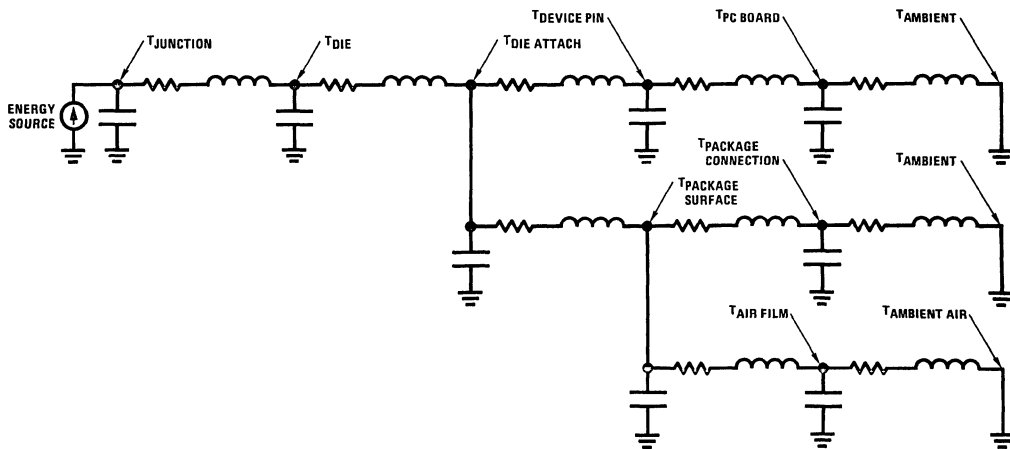 TJUNCTION
TDIE
TDEVICE PIN
TDIE ATTACH
TPC BOARD
TAMBIENT
ENERGY
SOURCE
TPACKAGE
CONNECTION
TAMBIENT
TPACKAGE
SURFACE
TAIR FILM
TAMBIENT AIR